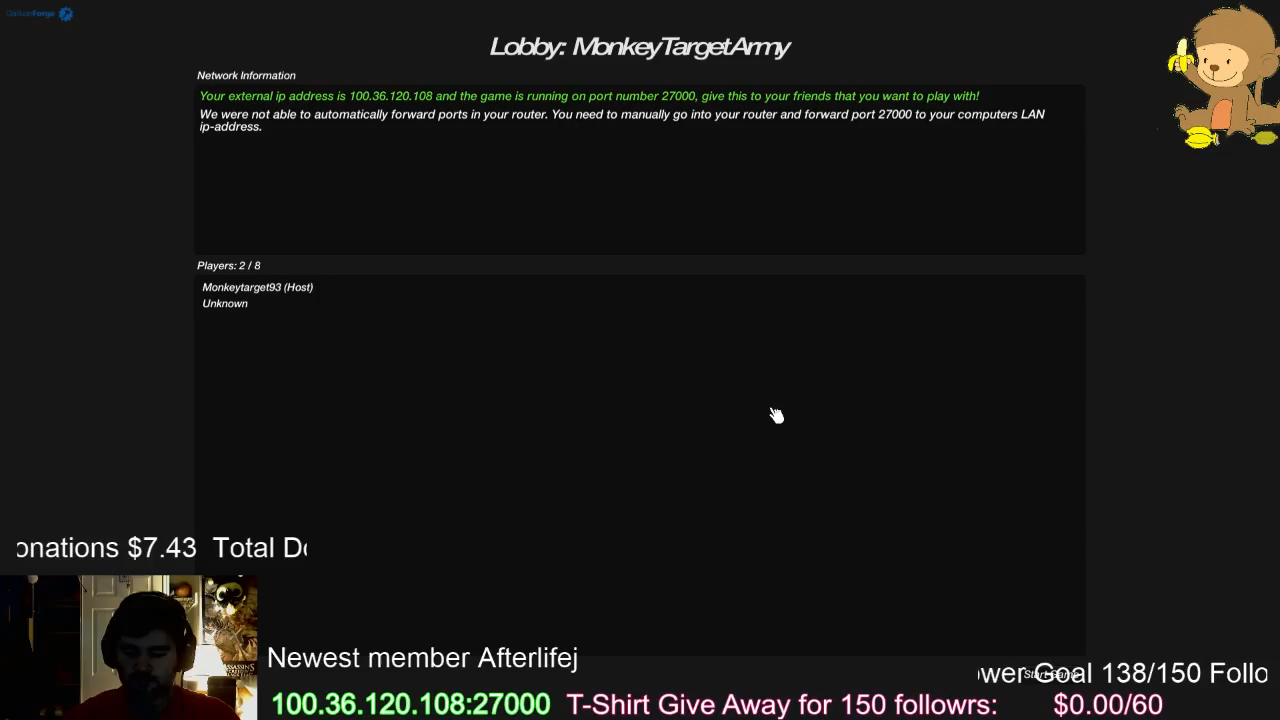 Lobby: MonkeyTargetArmy
Network Information
Your external ip address is 100.36.120.108 and the game is running on port number 27000, give this to your friends that you want to play with!
We were not able to automatically forward ports in your router. You need to manually go into your router and forward port 27000 to your computers LAN
ip-address.
Players: 2 / 8
Monkeytarget93 (Host)
Unknown
onations $7.43 Total Do
Newest member Afterlifej
wer Goal 138/150 Follo
100.36.120.108:27000 T-Shirt Give Away for 150 followrs: $0.00/60